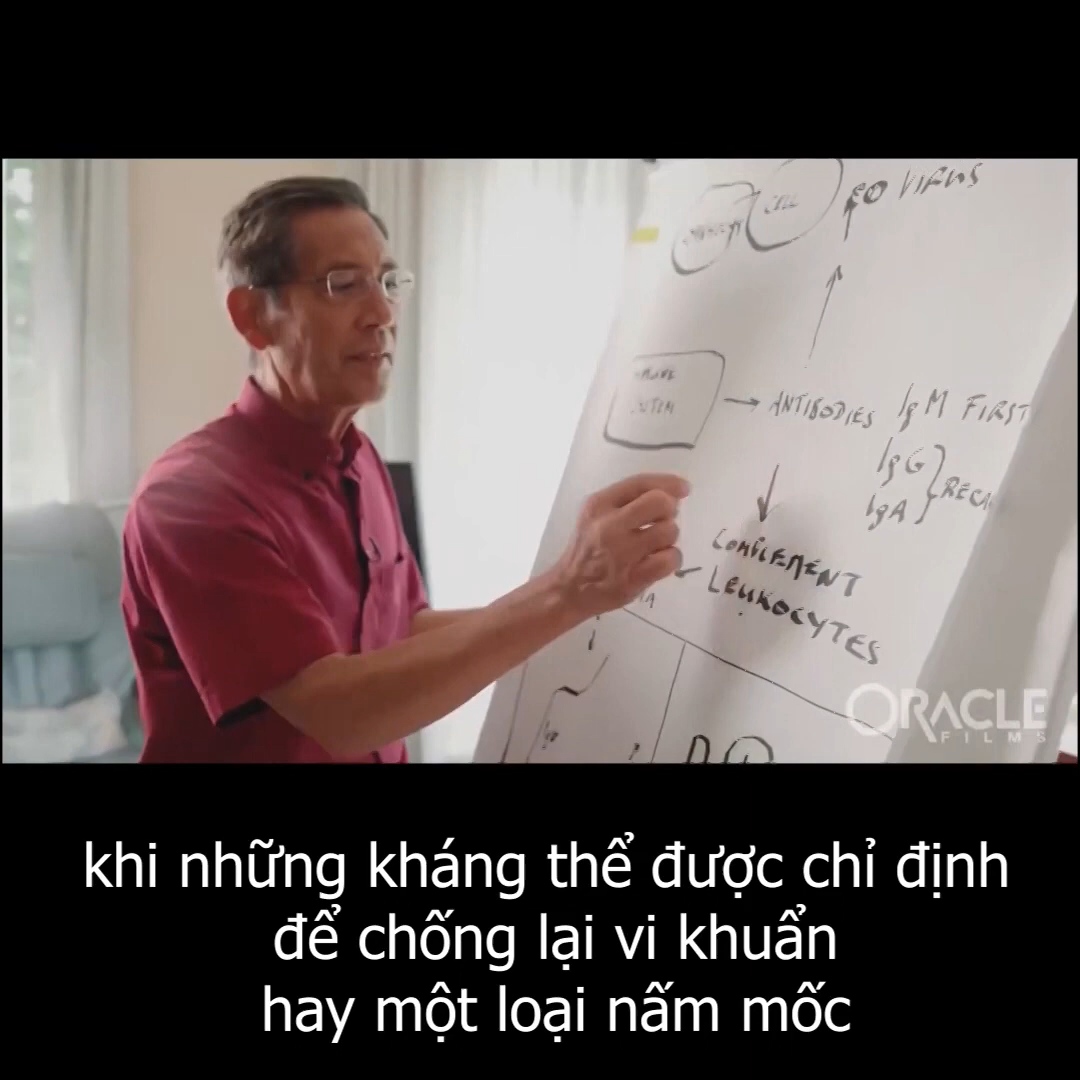 CELL
TO VIRUS
SYSTEM
→ ANTIBODIES IgM FIRST
IgG
IgA
COMPLEMENT
LEUKOCYTES
ORACLE
FILMS
khi những kháng thể được chỉ định
để chống lại vi khuẩn
hay một loại nấm mốc